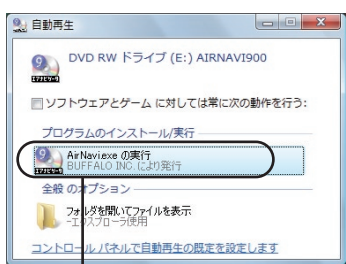 自動再生
DVD RW ドライブ (E:) AIRNAVI900
ソフトウェアとゲーム に対しては常に次の動作を行う:
プログラムのインストール/実行
AirNavi.exe の実行
BUFFALO INC. により発行
全般 のオプション
フォルダを開いてファイルを表示
-エクスプローラ使用
コントロール パネルで自動再生の既定を設定します